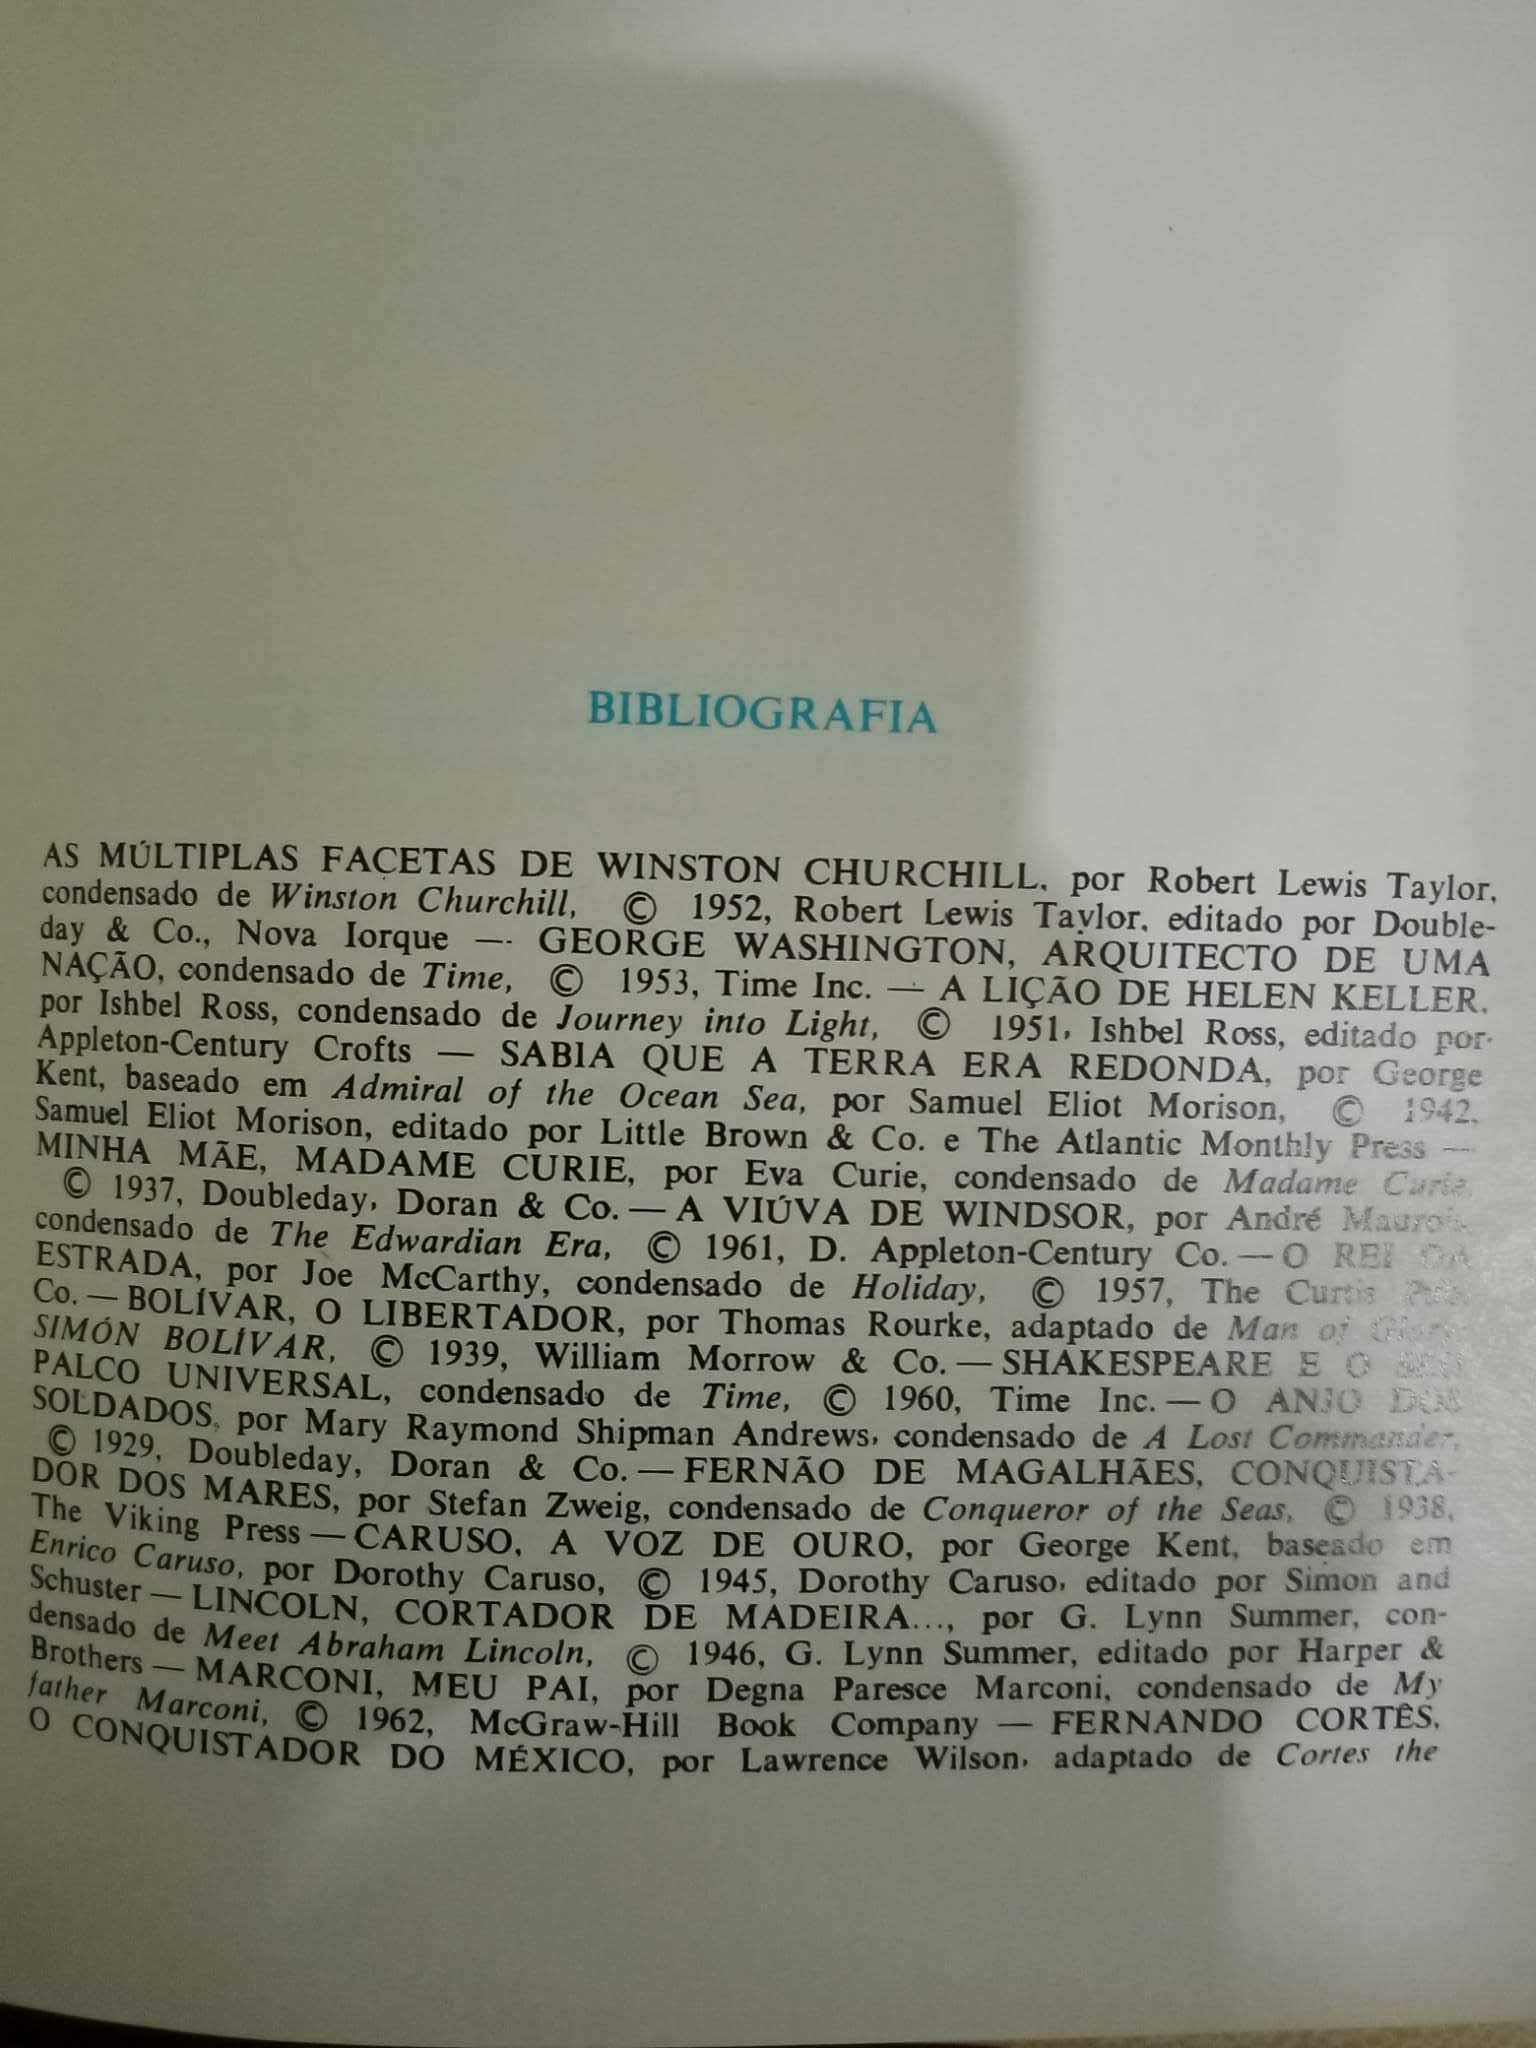 BIBLIOGRAFIA
AS MÚLTIPLAS FACETAS DE WINSTON CHURCHILL, por Robert Lewis Taylor,
condensado de Winston Churchill, © 1952, Robert Lewis Taylor, editado por Double-
day & Co., Nova Iorque — GEORGE WASHINGTON, ARQUITECTO DE UMA
NAÇÃO, condensado de Time, © 1953, Time Inc. — A LIÇÃO DE HELEN KELLER,
por Ishbel Ross, condensado de Journey into Light, © 1951, Ishbel Ross, editado por
Appleton-Century Crofts — SABIA QUE A TERRA ERA REDONDA, por George
Kent, baseado em Admiral of the Ocean Sea, por Samuel Eliot Morison, © 1942,
Samuel Eliot Morison, editado por Little Brown & Co. e The Atlantic Monthly Press —
MINHA MÃE, MADAME CURIE, por Eva Curie, condensado de Madame Curie,
© 1937, Doubleday, Doran & Co. — A VIÚVA DE WINDSOR, por André Maurois,
condensado de The Edwardian Era, © 1961, D. Appleton-Century Co. — O REI DA
ESTRADA, por Joe McCarthy, condensado de Holiday, © 1957, The Curtis
Co. — BOLÍVAR, O LIBERTADOR, por Thomas Rourke, adaptado de Man of Glory
SIMÓN BOLÍVAR, © 1939, William Morrow & Co. — SHAKESPEARE E O SEU
PALCO UNIVERSAL, condensado de Time, © 1960, Time Inc. — O ANJO DOS
SOLDADOS, por Mary Raymond Shipman Andrews, condensado de A Lost Commander,
© 1929, Doubleday, Doran & Co. — FERNÃO DE MAGALHÃES, CONQUISTA-
DOR DOS MARES, por Stefan Zweig, condensado de Conqueror of the Seas, © 1938,
The Viking Press — CARUSO, A VOZ DE OURO, por George Kent, baseado em
Enrico Caruso, por Dorothy Caruso, © 1945, Dorothy Caruso, editado por Simon and
Schuster — LINCOLN, CORTADOR DE MADEIRA..., por G. Lynn Summer, con-
densado de Meet Abraham Lincoln, © 1946, G. Lynn Summer, editado por Harper &
Brothers — MARCONI, MEU PAI, por Degna Paresce Marconi, condensado de My
father Marconi, © 1962, McGraw-Hill Book Company — FERNANDO CORTÊS,
O CONQUISTADOR DO MÉXICO, por Lawrence Wilson, adaptado de Cortes the